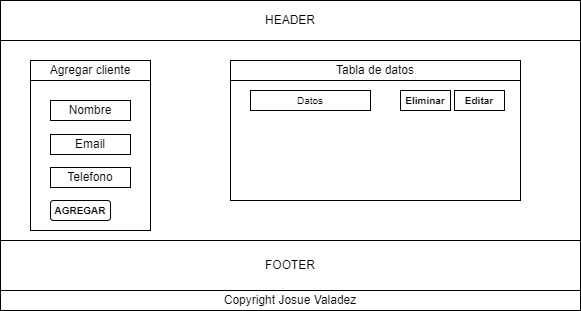 HEADER
Agregar cliente
Nombre
Email
Telefono
AGREGAR
Tabla de datos
Datos
Eliminar
Editar
FOOTER
Copyright Josue Valadez